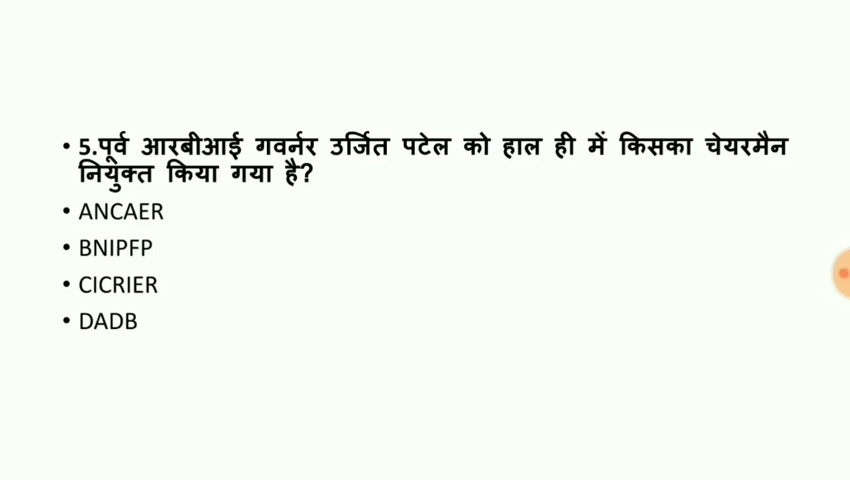 • 5.पूर्व आरबीआई गवर्नर उर्जित पटेल को हाल ही में किसका चेयरमैन
नियुक्त किया गया है?
• ANCAER
• BNIPFP
• CICRIER
• DADB